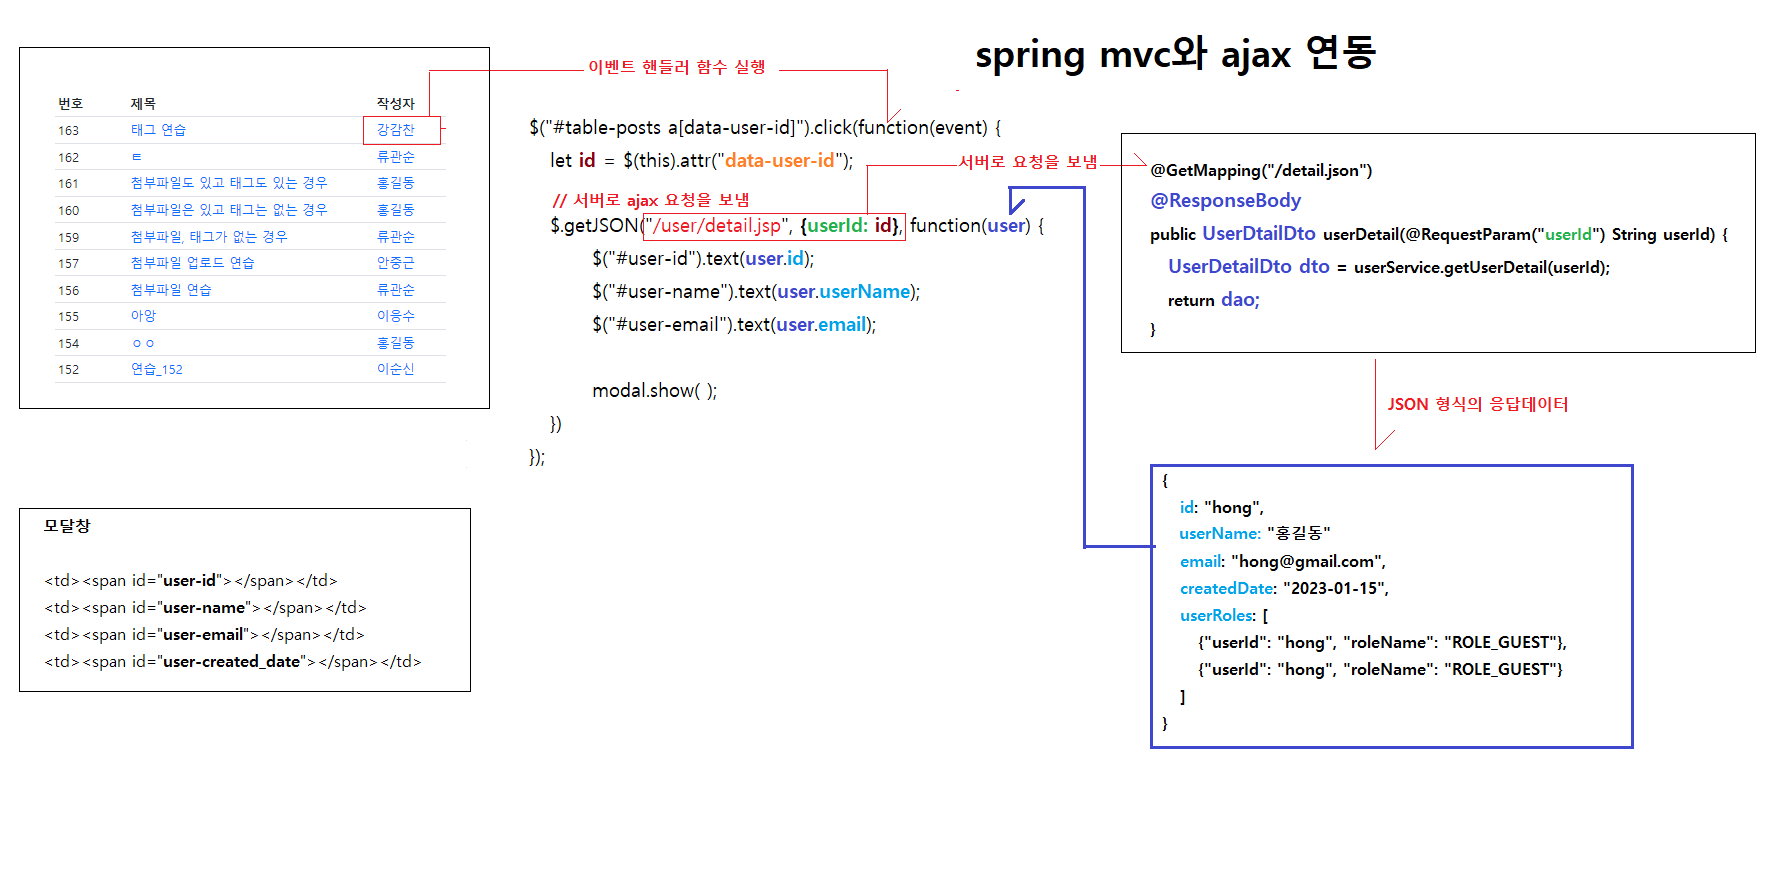 spring mvc와 ajax 연동
이벤트 핸들러 함수 실행
번호 제목 작성자
163 태그 연습 강감찬
162 ㅌ 류관순
161 첨부파일도 있고 태그도 있는 경우 홍길동
160 첨부파일은 있고 태그는 없는 경우 홍길동
159 첨부파일, 태그가 없는 경우 류관순
157 첨부파일 업로드 연습 안중근
156 첨부파일 연습 류관순
155 아앙 이응수
154 ㅇㅇ 홍길동
152 연습_152 이순신
모달창
<td><span id="user-id"></span></td>
<td><span id="user-name"></span></td>
<td><span id="user-email"></span></td>
<td><span id="user-created_date"></span></td>
$("#table-posts a[data-user-id]").click(function(event) {
let id = $(this).attr("data-user-id");
// 서버로 ajax 요청을 보냄
$.getJSON("/user/detail.jsp", {userId: id}, function(user) {
$("#user-id").text(user.id);
$("#user-name").text(user.userName);
$("#user-email").text(user.email);
modal.show( );
})
});
서버로 요청을 보냄
@GetMapping("/detail.json")
@ResponseBody
public UserDtailDto userDetail(@RequestParam("userId") String userId) {
UserDetailDto dto = userService.getUserDetail(userId);
return dao;
}
JSON 형식의 응답데이터
{
id: "hong",
userName: "홍길동"
email: "hong@gmail.com",
createdDate: "2023-01-15",
userRoles: [
{"userId": "hong", "roleName": "ROLE_GUEST"},
{"userId": "hong", "roleName": "ROLE_GUEST"}
]
}